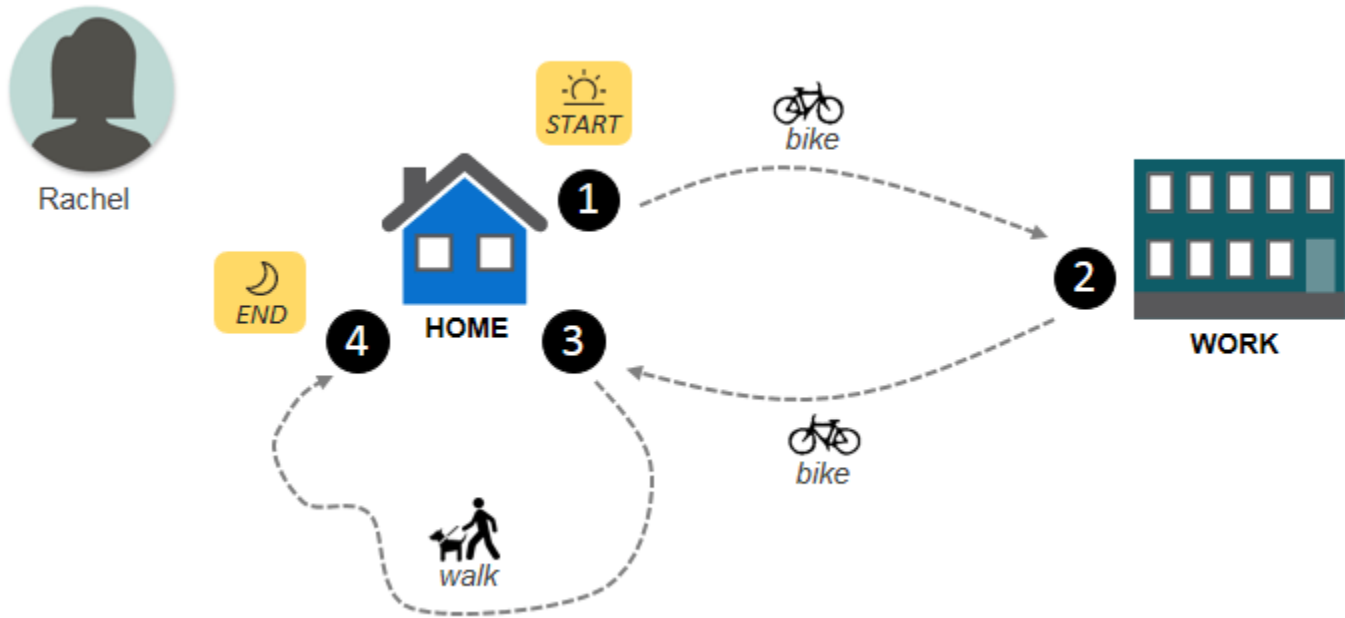 START
bike
1
Rachel
2
END
4
HOME
3
WORK
bike
walk